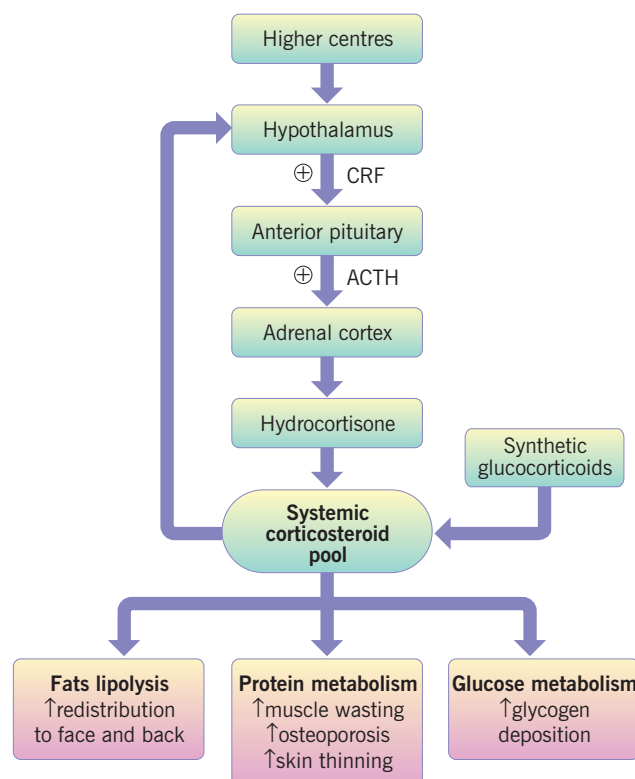 Higher centres
Hypothalamus
⊕ CRF
Anterior pituitary
⊕ ACTH
Adrenal cortex
Hydrocortisone
Synthetic
glucocorticoids
Systemic
corticosteroid
pool
Fats lipolysis
↑redistribution
to face and back
Protein metabolism
↑muscle wasting
↑osteoporosis
↑skin thinning
Glucose metabolism
↑glycogen
deposition